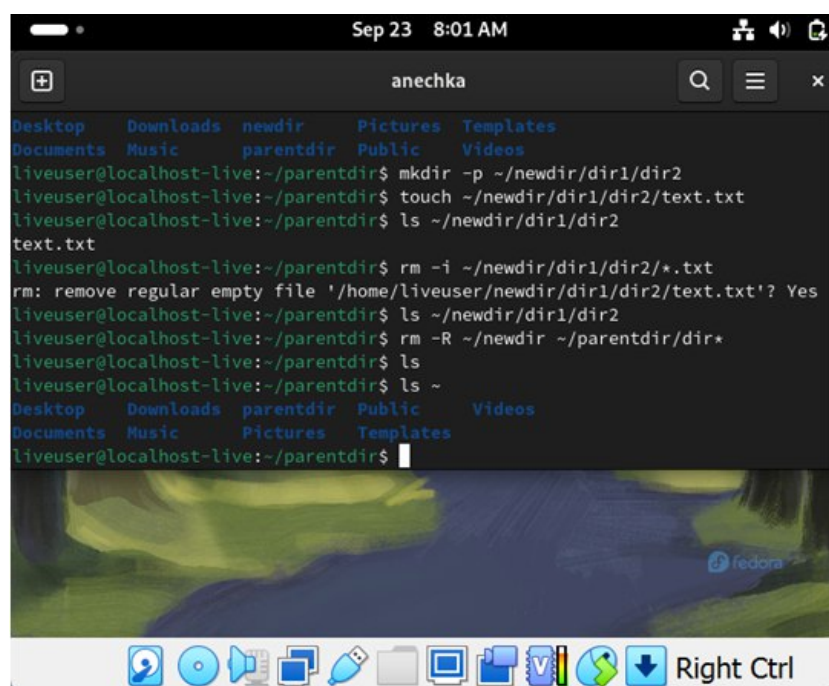 Sep 23 8:01 AM
anechka
Desktop Downloads newdir Pictures Templates
Documents Music parentdir Public Videos
liveuser@localhost-live:~/parentdir$ mkdir -p ~/newdir/dir1/dir2
liveuser@localhost-live:~/parentdir$ touch ~/newdir/dir1/dir2/text.txt
liveuser@localhost-live:~/parentdir$ ls ~/newdir/dir1/dir2
text.txt
liveuser@localhost-live:~/parentdir$ rm -i ~/newdir/dir1/dir2/*.txt
rm: remove regular empty file '/home/liveuser/newdir/dir1/dir2/text.txt'? Yes
liveuser@localhost-live:~/parentdir$ ls ~/newdir/dir1/dir2
liveuser@localhost-live:~/parentdir$ rm -R ~/newdir ~/parentdir/dir*
liveuser@localhost-live:~/parentdir$ ls
liveuser@localhost-live:~/parentdir$ ls ~
Desktop Downloads parentdir Public Videos
Documents Music Pictures Templates
liveuser@localhost-live:~/parentdir$
fedora
Right Ctrl